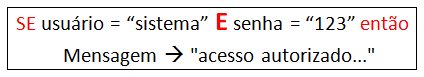 SE usuário = “sistema” E senha = “123” então
Mensagem → "acesso autorizado..."